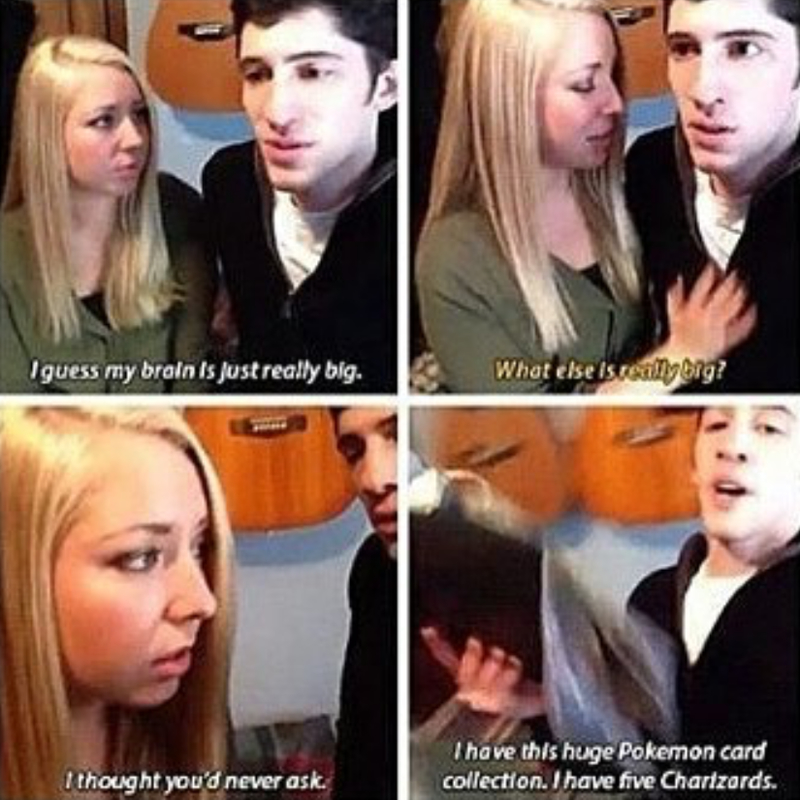 I guess my brain is just really big.
What else is really big?
I thought you'd never ask.
I have this huge Pokemon card
collection. I have five Charizards.